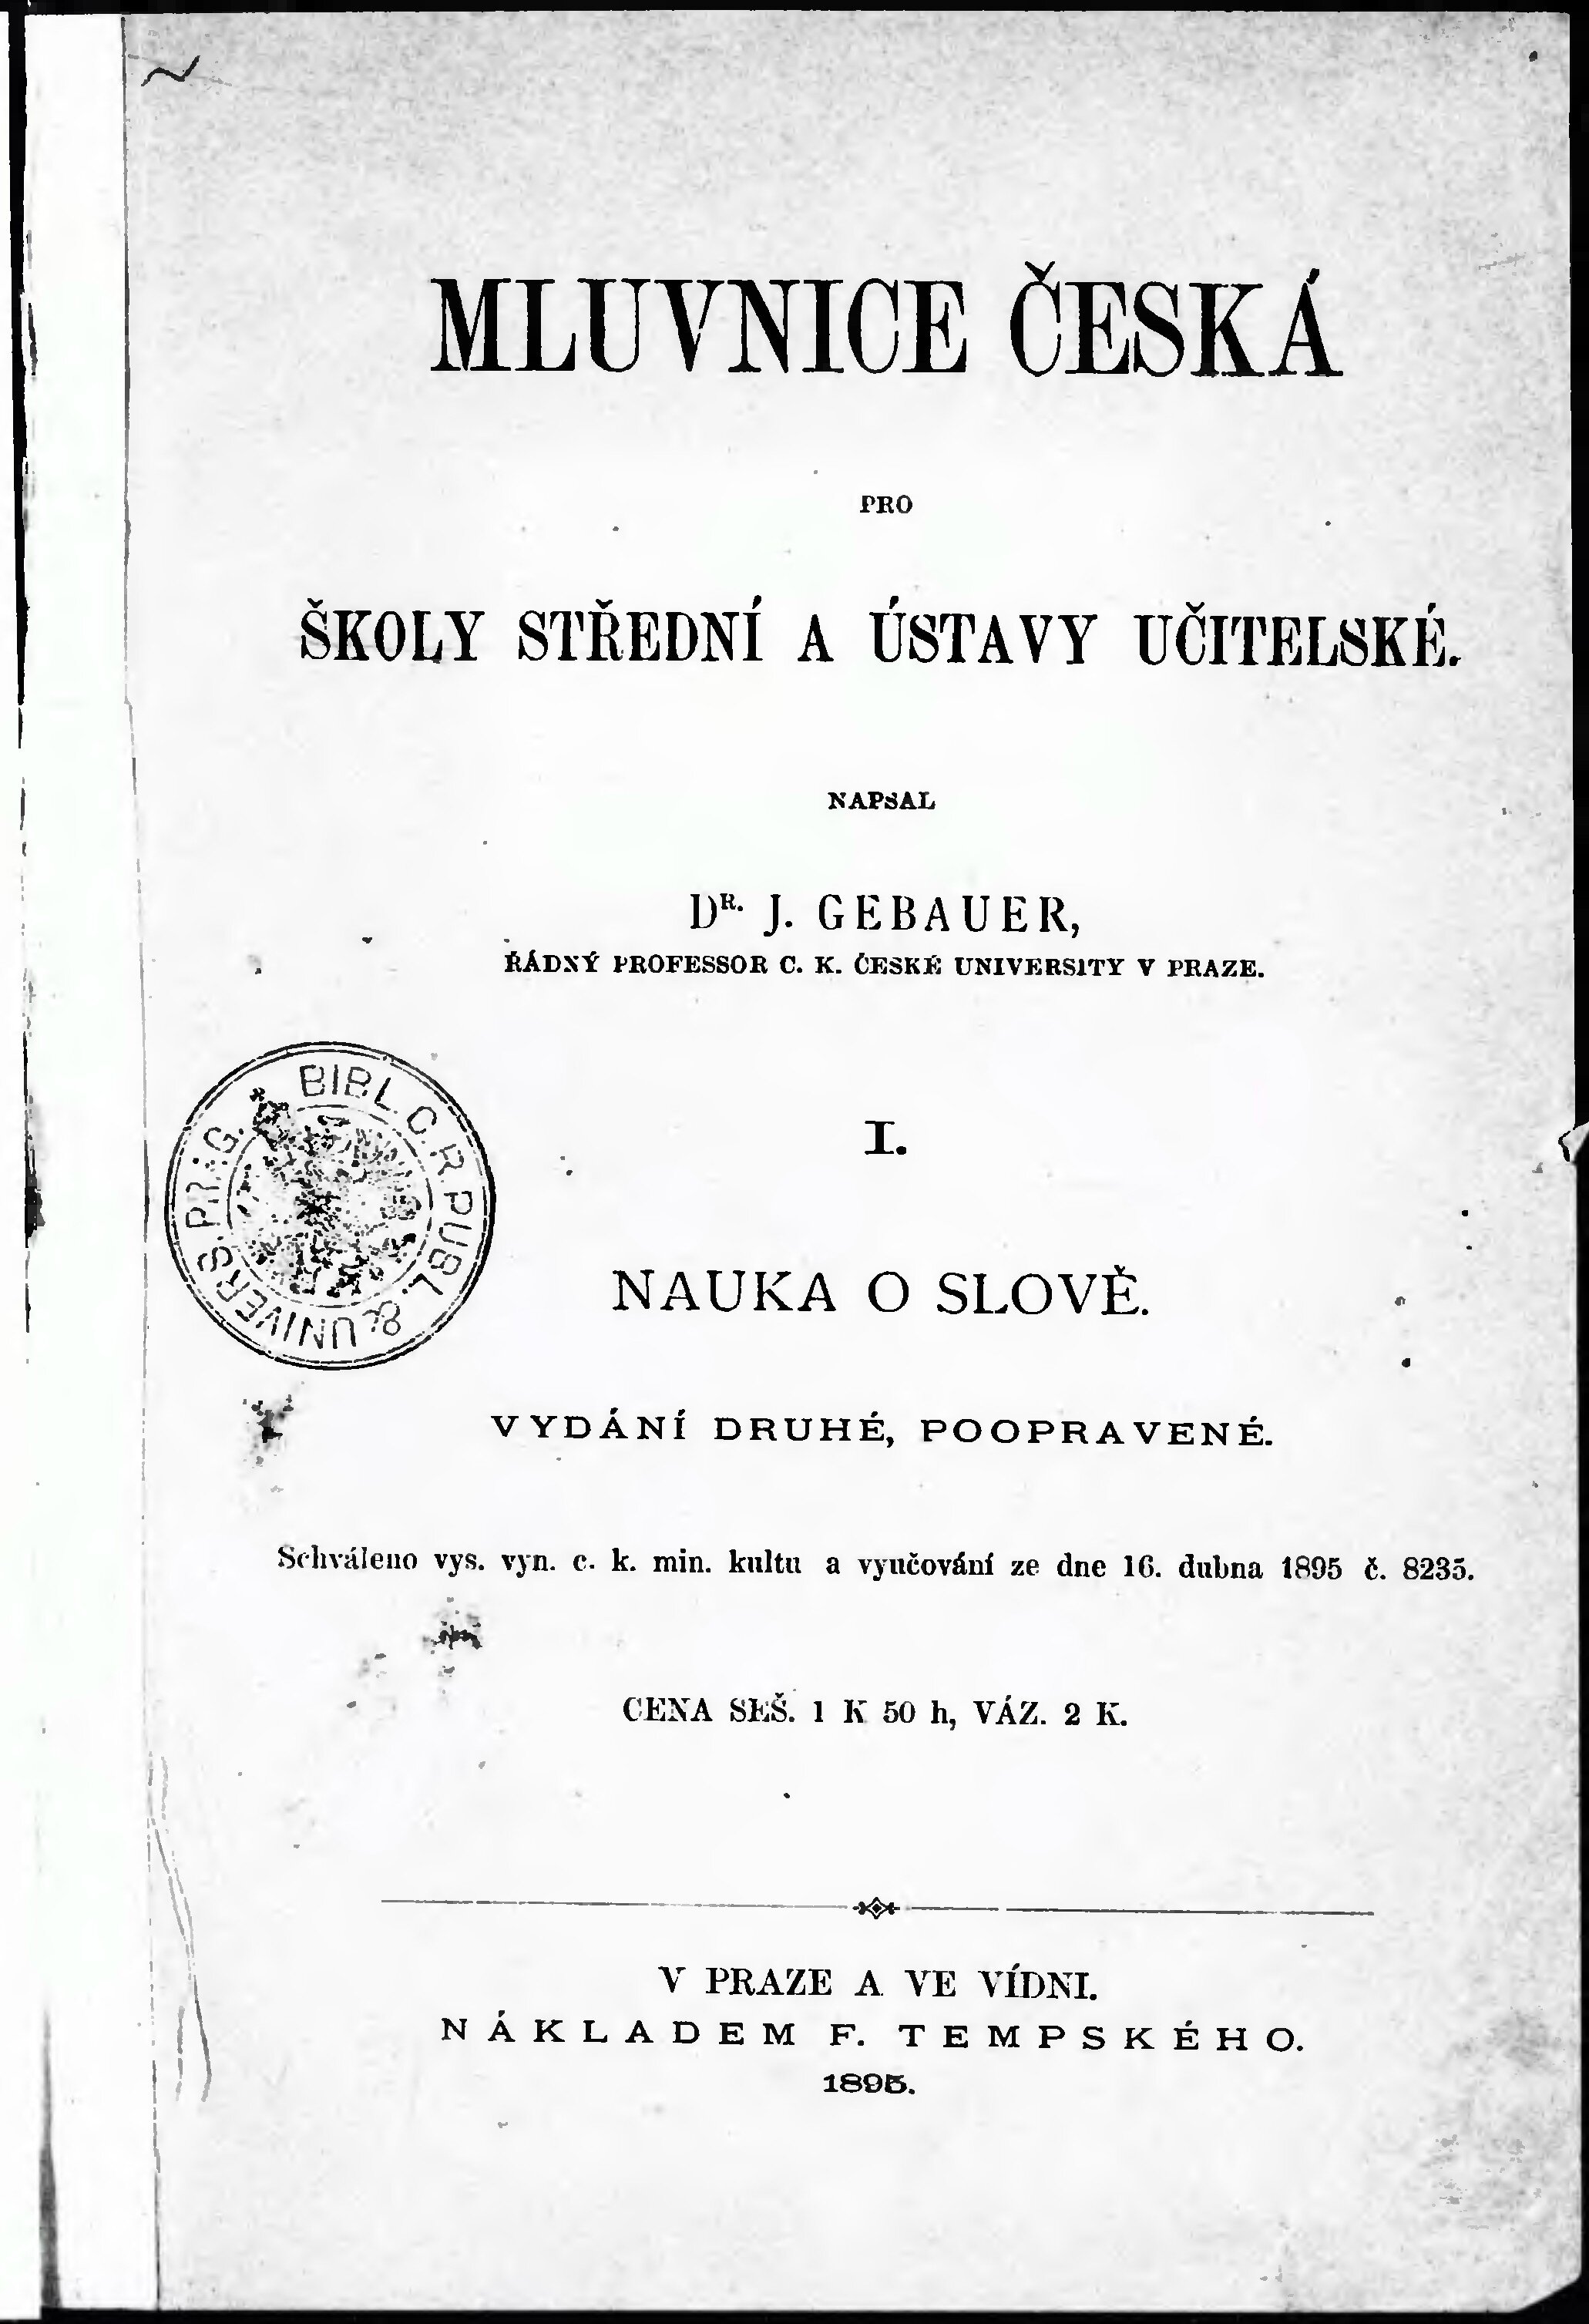 MLUVNICE ČESKÁ
PRO
ŠKOLY STŘEDNÍ A ÚSTAVY UČITELSKÉ.
NAPSAL
DR. J. GEBAUER,
ŘÁDNÝ PROFESSOR C. K. ČESKÉ UNIVERSITY V PRAZE.
BIBL. C. R. PUBL. & UNIVERS. PRAG.
I.
NAUKA O SLOVĚ.
VYDÁNÍ DRUHÉ, POOPRAVENÉ.
Schváleno vys. vyn. c. k. min. kultu a vyučování ze dne 16. dubna 1895 č. 8235.
CENA SEŠ. 1 K 50 h, VÁZ. 2 K.
V PRAZE A VE VÍDNI.
NÁKLADEM F. TEMPSKÉHO.
1895.